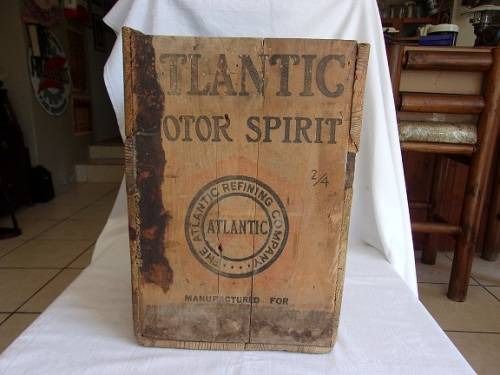 TLANTIC
OTOR SPIRIT
2/4
THE ATLANTIC REFINING COMPANY
ATLANTIC
MANUFACTURED FOR